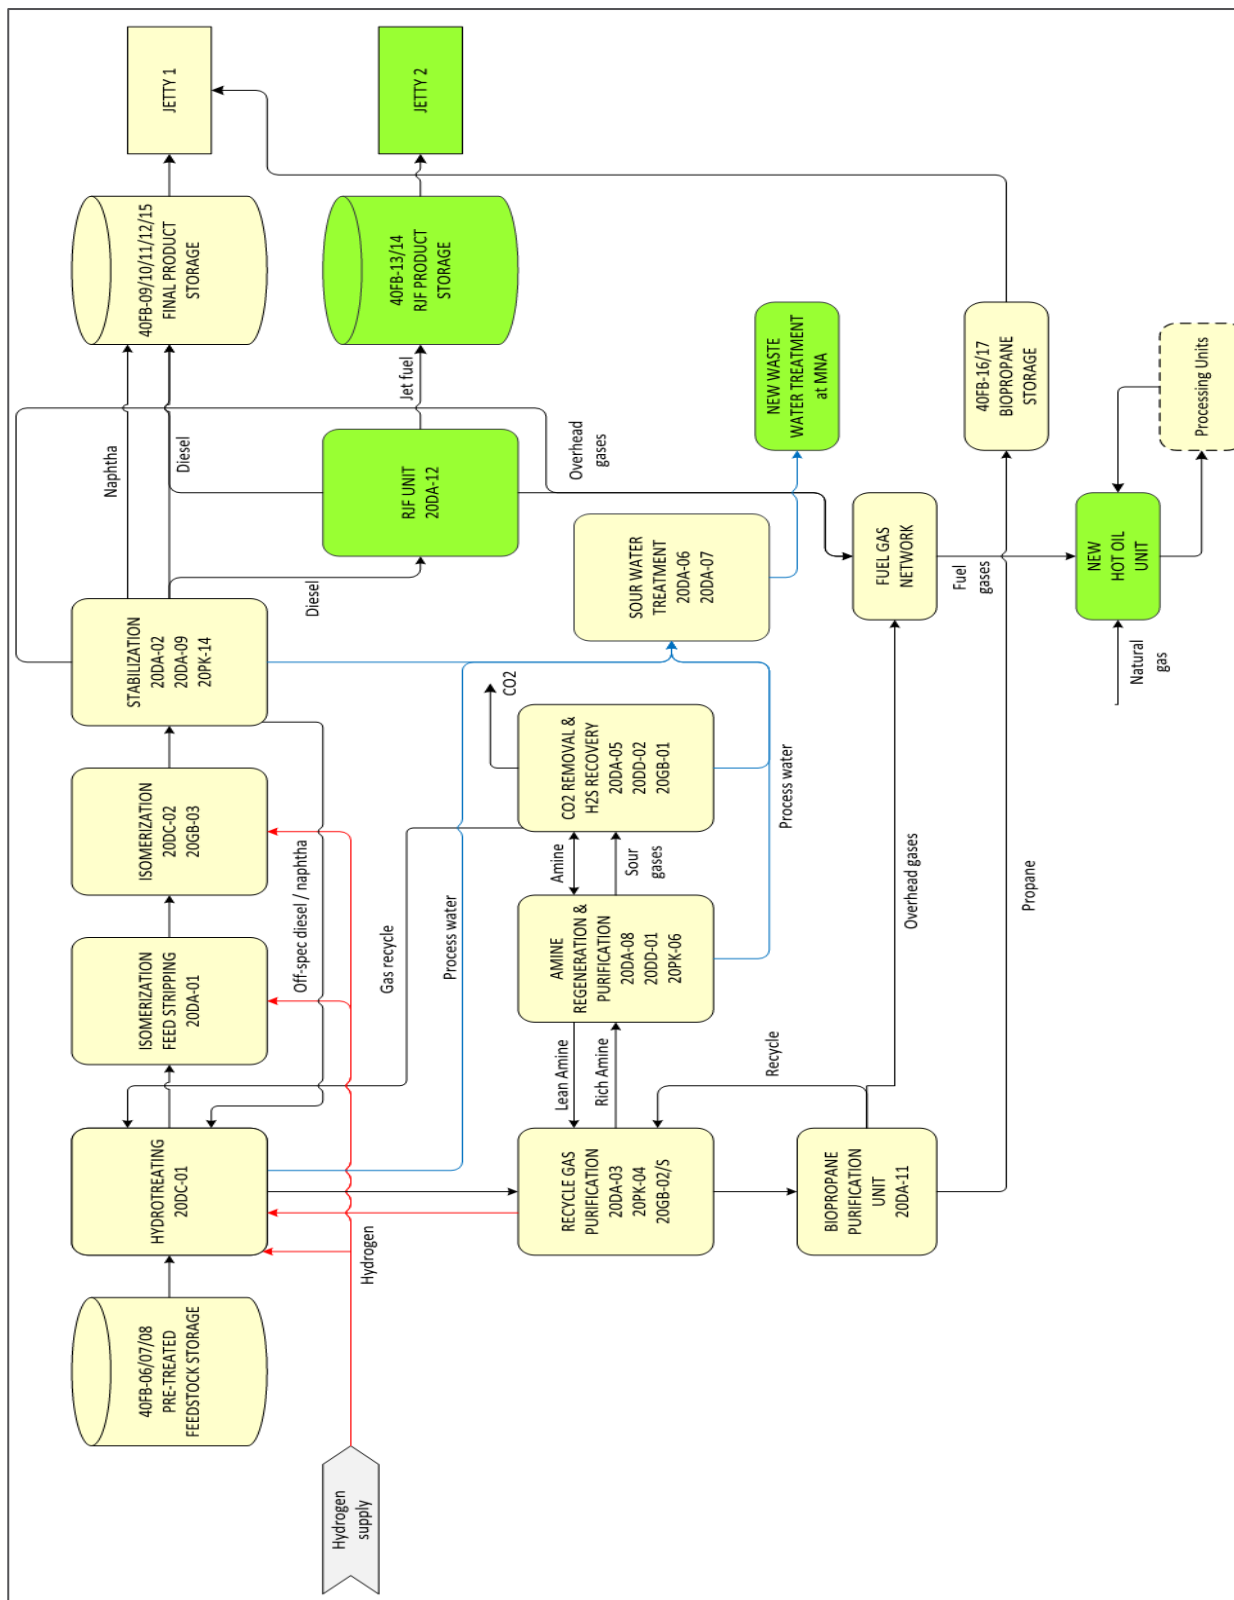 40FB-06/07/08
PRE-TREATED
FEEDSTOCK STORAGE
HYDROTREATING
20DC-01
ISOMERIZATION
FEED STRIPPING
20DA-01
ISOMERIZATION
20DC-02
20GB-03
STABILIZATION
20DA-02
20DA-09
20PK-14
Naphtha
Diesel
40FB-09/10/11/12/15
FINAL PRODUCT
STORAGE
JETTY 1
Off-spec diesel / naphtha
Diesel
RJF UNIT
20DA-12
Jet fuel
40FB-13/14
RJF PRODUCT
STORAGE
JETTY 2
Hydrogen
supply
Hydrogen
Gas recycle
Process water
CO2
Overhead
gases
RECYCLE GAS
PURIFICATION
20DA-03
20PK-04
20GB-02/S
Lean Amine
Rich Amine
AMINE
REGENERATION &
PURIFICATION
20DA-08
20DD-01
20PK-06
Amine
Sour
gases
CO2 REMOVAL &
H2S RECOVERY
20DA-05
20DD-02
20GB-01
SOUR WATER
TREATMENT
20DA-06
20DA-07
NEW WASTE
WATER TREATMENT
at MNA
Recycle
Process water
BIOPROPANE
PURIFICATION
UNIT
20DA-11
Overhead gases
FUEL GAS
NETWORK
Fuel
gases
Propane
40FB-16/17
BIOPROPANE
STORAGE
Natural
gas
NEW
HOT OIL
UNIT
Processing Units